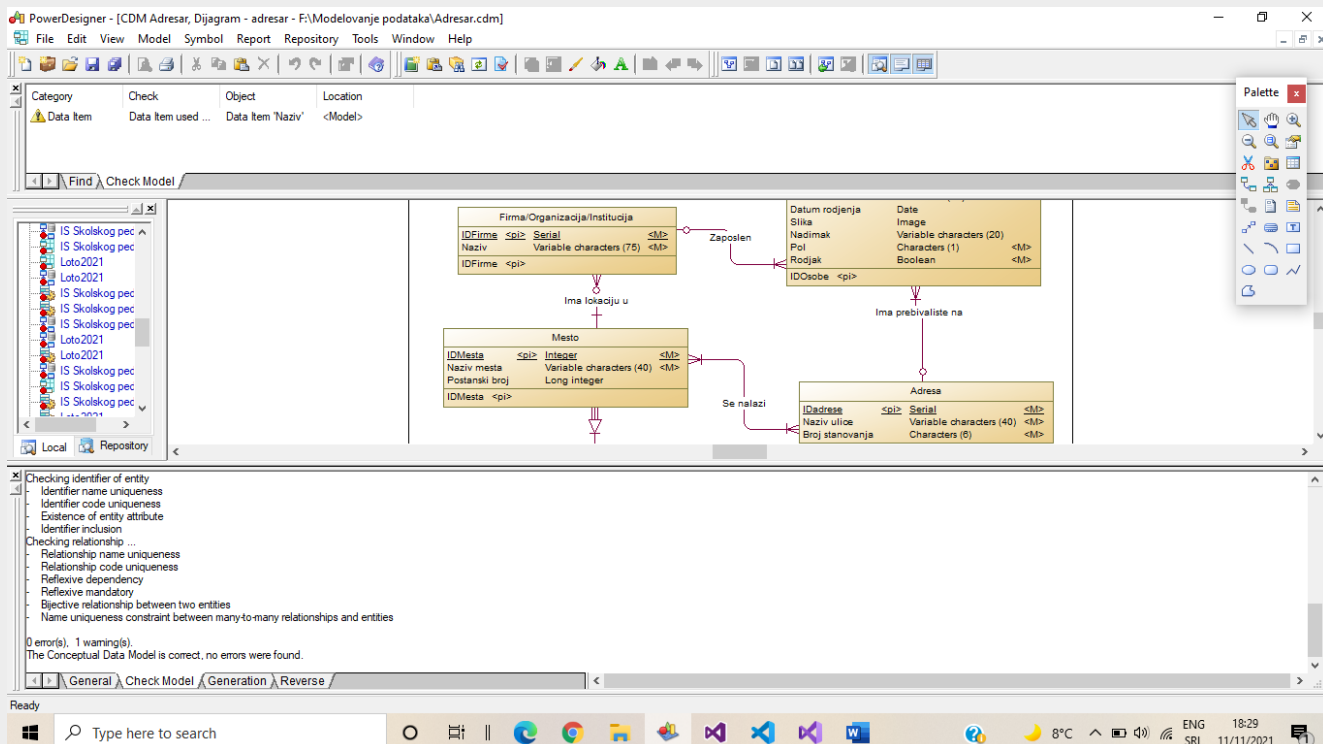 PowerDesigner - [CDM Adresar, Dijagram - adresar - F:\Modelovanje podataka\Adresar.cdm]
File Edit View Model Symbol Report Repository Tools Window Help
Category Check Object Location
Data Item Data Item used ... Data Item 'Naziv' <Model>
Find Check Model
Palette
IS Skolskog pec
IS Skolskog pec
Loto2021
Loto2021
IS Skolskog pec
IS Skolskog pec
IS Skolskog pec
Loto2021
Loto2021
IS Skolskog pec
IS Skolskog pec
IS Skolskog pec
Loto2021
Local Repository
Firma/Organizacija/Institucija
IDFirme <pi> Serial <M>
Naziv Variable characters (75) <M>
IDFirme <pi>
Zaposlen
Datum rodjenja Date
Slika Image
Nadimak Variable characters (20)
Pol Characters (1) <M>
Rodjak Boolean <M>
IDOsobe <pi>
Ima lokaciju u
Ima prebivaliste na
Mesto
IDMesta <pi> Integer <M>
Naziv mesta Variable characters (40) <M>
Postanski broj Long integer
IDMesta <pi>
Se nalazi
Adresa
IDadrese <pi> Serial <M>
Naziv ulice Variable characters (40) <M>
Broj stanovanja Characters (6) <M>
Checking identifier of entity
- Identifier name uniqueness
- Identifier code uniqueness
- Existence of entity attribute
- Identifier inclusion
Checking relationship ...
- Relationship name uniqueness
- Relationship code uniqueness
- Reflexive dependency
- Reflexive mandatory
- Bijective relationship between two entities
- Name uniqueness constraint between many-to-many relationships and entities
0 error(s), 1 warning(s).
The Conceptual Data Model is correct, no errors were found.
General Check Model Generation Reverse
Ready
Type here to search
8°C
ENG
SRL
18:29
11/11/2021
1